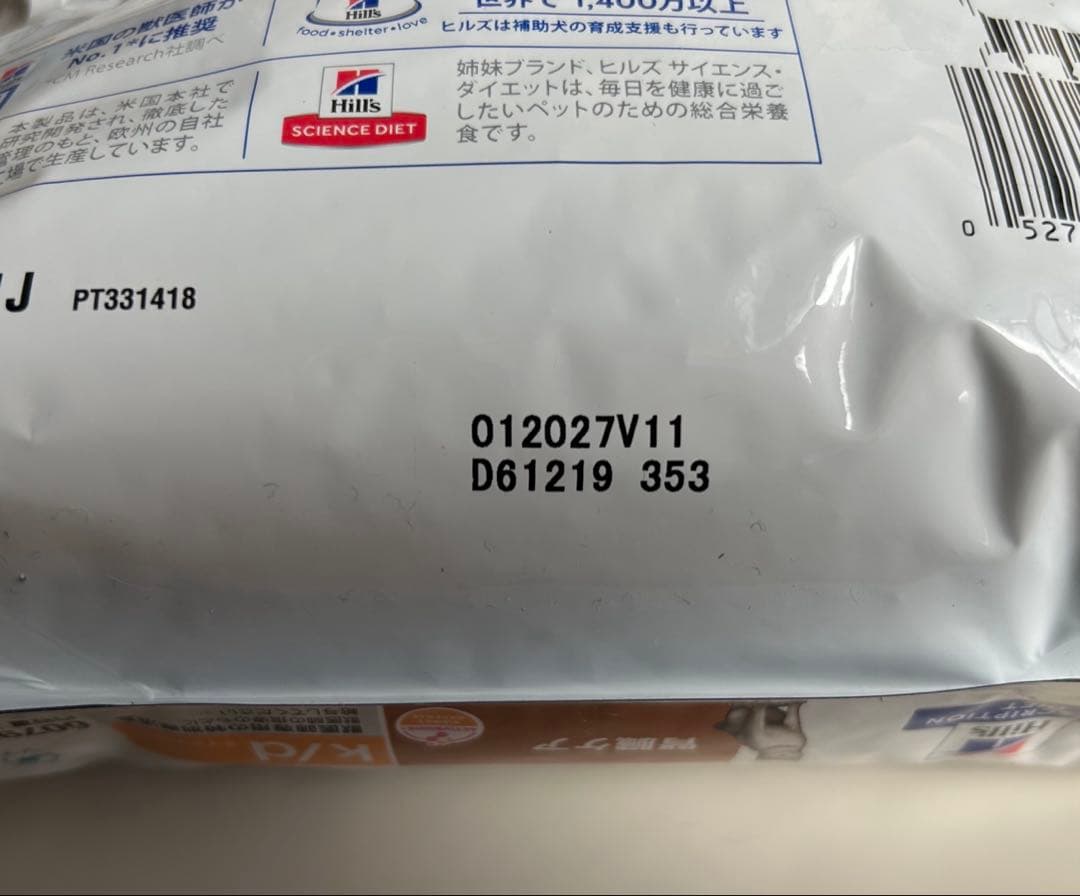 米国の獣医師が
No.1*に推奨
Research社調べ
本製品は、米国本社で
研究開発され、徹底した
管理のもと、欧州の自社
工場で生産しています。
Hill's
food•shelter•love
世界で1,400万以上
ヒルズは補助犬の育成支援も行っています
Hill's
SCIENCE DIET
姉妹ブランド、ヒルズ サイエンス・
ダイエットは、毎日を健康に過ご
したいペットのための総合栄養
食です。
0 527
J PT331418
012027V11
D61219 353
k/d
腎臓ケア
Hill's